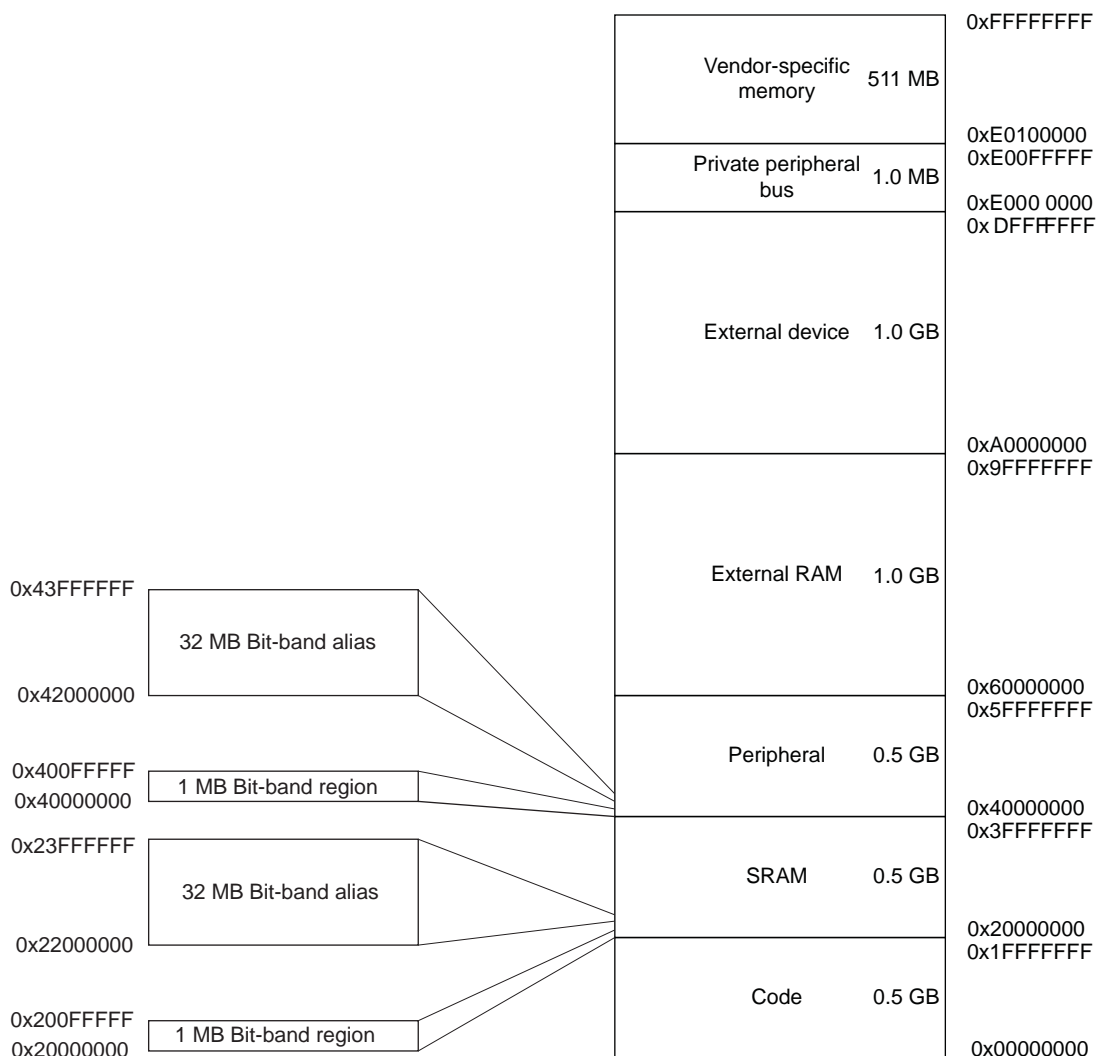 0xFFFFFFFF
Vendor-specific
memory
511 MB
0xE0100000
0xE00FFFFF
Private peripheral
bus
1.0 MB
0xE000 0000
0x DFFFFFFF
External device
1.0 GB
0xA0000000
0x9FFFFFFF
External RAM
1.0 GB
0x60000000
0x5FFFFFFF
Peripheral
0.5 GB
0x40000000
0x3FFFFFFF
SRAM
0.5 GB
0x20000000
0x1FFFFFFF
Code
0.5 GB
0x00000000
0x43FFFFFF
32 MB Bit-band alias
0x42000000
0x400FFFFF
1 MB Bit-band region
0x40000000
0x23FFFFFF
32 MB Bit-band alias
0x22000000
0x200FFFFF
1 MB Bit-band region
0x20000000